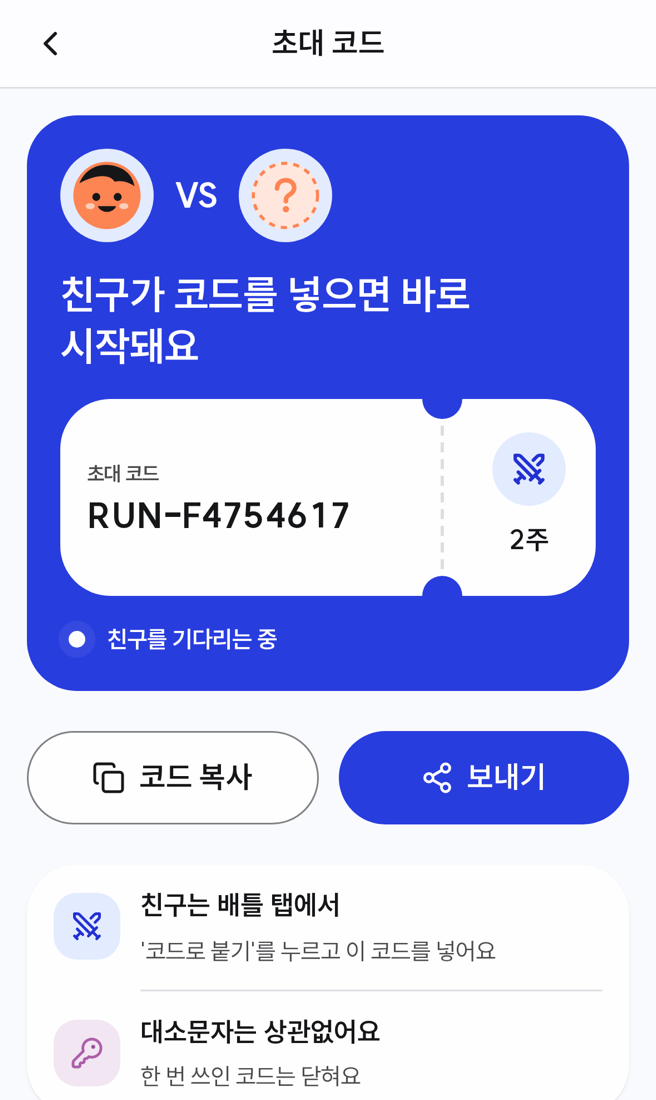 초대 코드
VS
?
친구가 코드를 넣으면 바로
시작돼요
초대 코드
RUN-F4754617
2주
친구를 기다리는 중
코드 복사
보내기
친구는 배틀 탭에서
'코드로 붙기'를 누르고 이 코드를 넣어요
대소문자는 상관없어요
한 번 쓰인 코드는 닫혀요